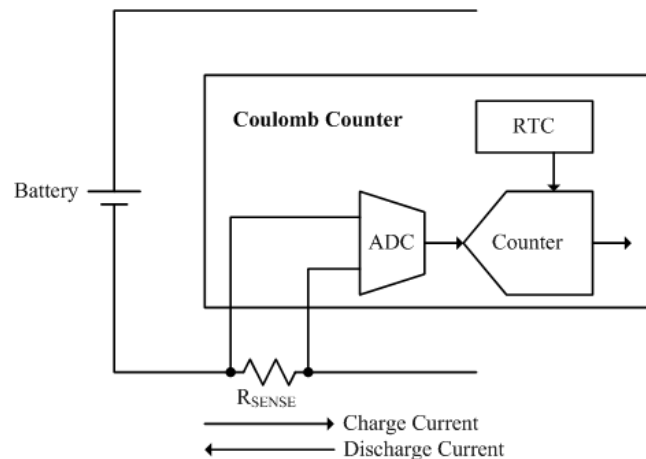 Coulomb Counter
RTC
Battery
ADC
Counter
RSENSE
Charge Current
Discharge Current